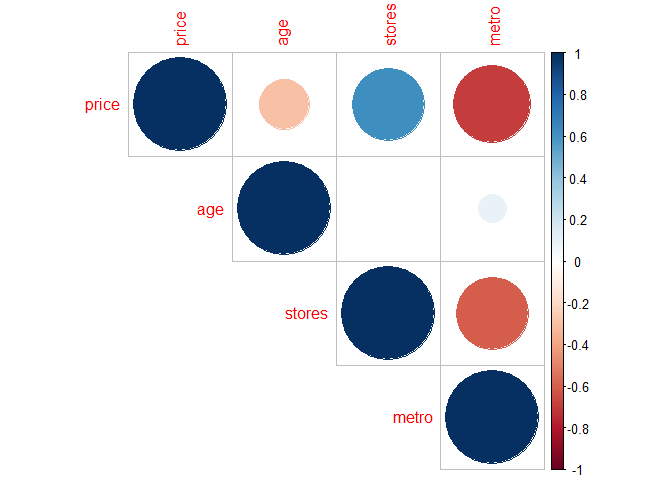 price
age
stores
metro
price
age
stores
metro
1
0.8
0.6
0.4
0.2
0
-0.2
-0.4
-0.6
-0.8
-1